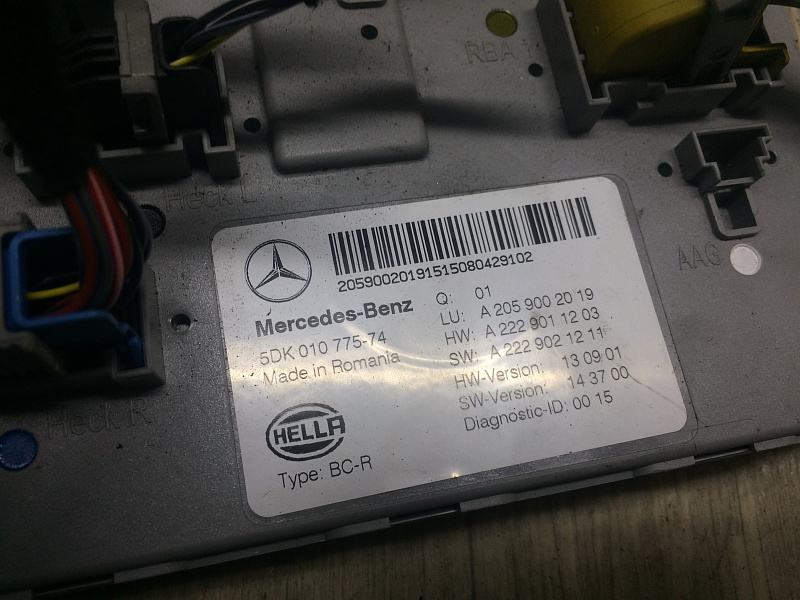 RBA 1
Heck L
AAG
Heck R
2059002019151508042​9102
Mercedes-Benz
5DK 010 775-74
Made in Romania
HELLA
Type: BC-R
Q: 01
LU: A 205 900 20 19
HW: A 222 901 12 03
SW: A 222 902 12 11
HW-Version: 13 09 01
SW-Version: 14 37 00
Diagnostic-ID: 00 15